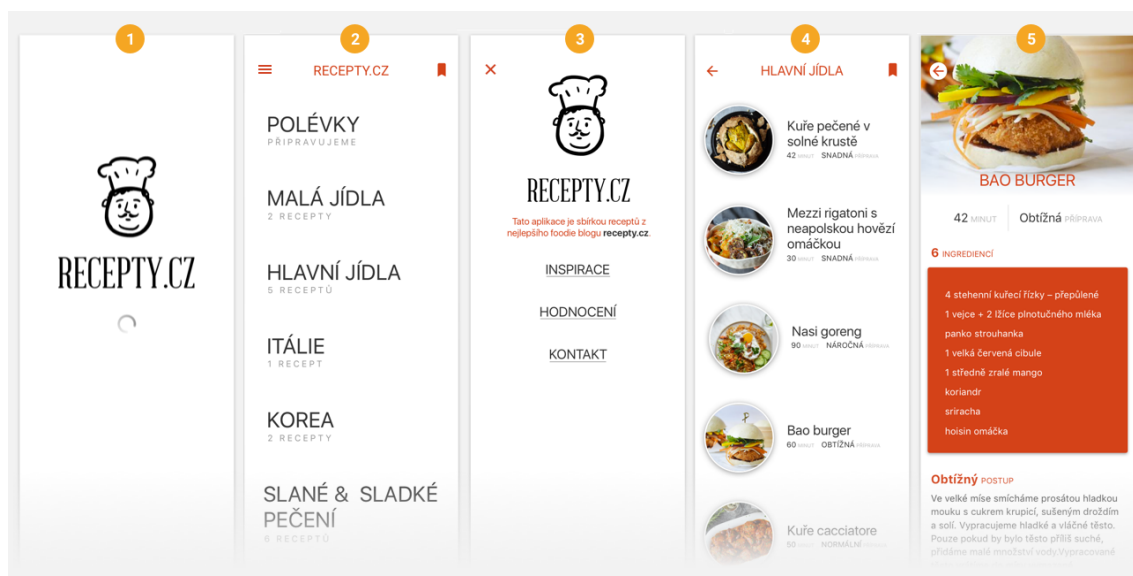 1
RECEPTY.CZ
2
RECEPTY.CZ
POLÉVKY
PŘIPRAVUJEME
MALÁ JÍDLA
2 RECEPTY
HLAVNÍ JÍDLA
5 RECEPTŮ
ITÁLIE
1 RECEPT
KOREA
2 RECEPTY
SLANÉ & SLADKÉ
PEČENÍ
6 RECEPTŮ
3
RECEPTY.CZ
Tato aplikace je sbírkou receptů z
nejlepšího foodie blogu recepty.cz.
INSPIRACE
HODNOCENÍ
KONTAKT
4
HLAVNÍ JÍDLA
Kuře pečené v
solné krustě
42 MINUT SNADNÁ PŘÍPRAVA
Mezzi rigatoni s
neapolskou hovězí
omáčkou
30 MINUT SNADNÁ PŘÍPRAVA
Nasi goreng
90 MINUT NÁROČNÁ PŘÍPRAVA
Bao burger
60 MINUT OBTÍŽNÁ PŘÍPRAVA
Kuře cacciatore
50 MINUT NORMÁLNÍ PŘÍPRAVA
5
BAO BURGER
42 MINUT Obtížná PŘÍPRAVA
6 INGREDIENCÍ
4 stehenní kuřecí řízky – přepůlené
1 vejce + 2 lžíce plnotučného mléka
panko strouhanka
1 velká červená cibule
1 středně zralé mango
koriandr
sriracha
hoisin omáčka
Obtížný POSTUP
Ve velké míse smícháme prosátou hladkou
mouku s cukrem krupicí, sušeným droždím
a solí. Vypracujeme hladké a vláčné těsto.
Pouze pokud by bylo těsto příliš suché,
přidáme malé množství vody.Vypracované